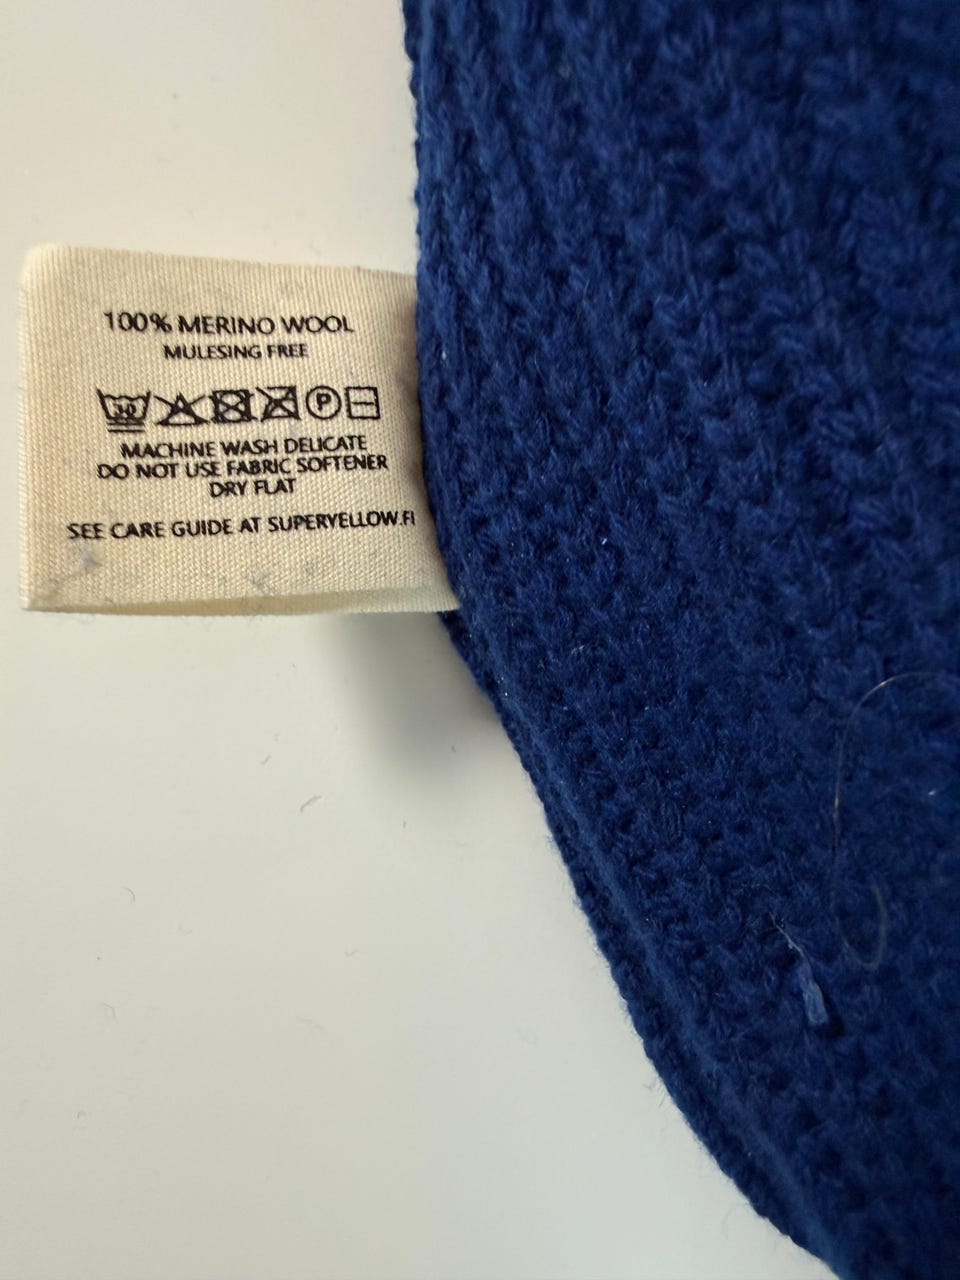 100% MERINO WOOL
MULESING FREE
30 P
MACHINE WASH DELICATE
DO NOT USE FABRIC SOFTENER
DRY FLAT
SEE CARE GUIDE AT SUPERYELLOW.FI